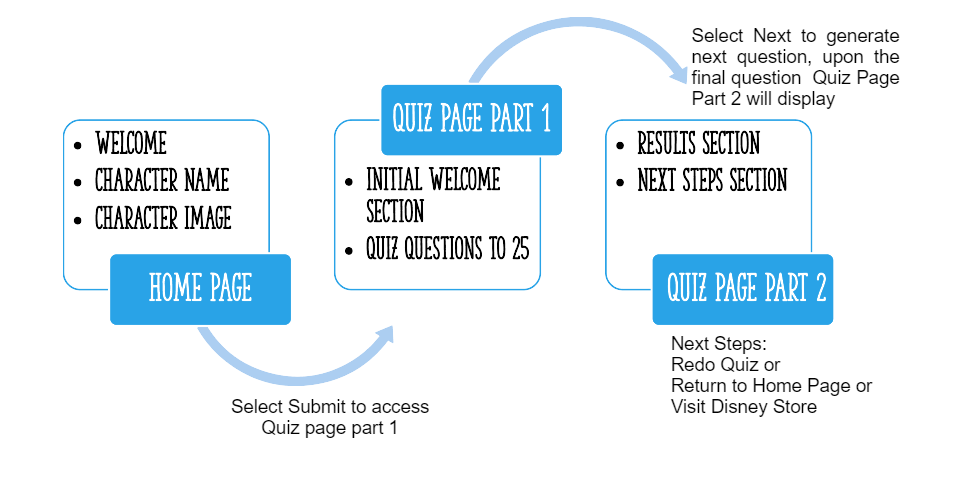 WELCOME
CHARACTER NAME
CHARACTER IMAGE
HOME PAGE
Select Submit to access
Quiz page part 1
QUIZ PAGE PART 1
INITIAL WELCOME
SECTION
QUIZ QUESTIONS TO 25
Select Next to generate
next question, upon the
final question Quiz Page
Part 2 will display
RESULTS SECTION
NEXT STEPS SECTION
QUIZ PAGE PART 2
Next Steps:
Redo Quiz or
Return to Home Page or
Visit Disney Store